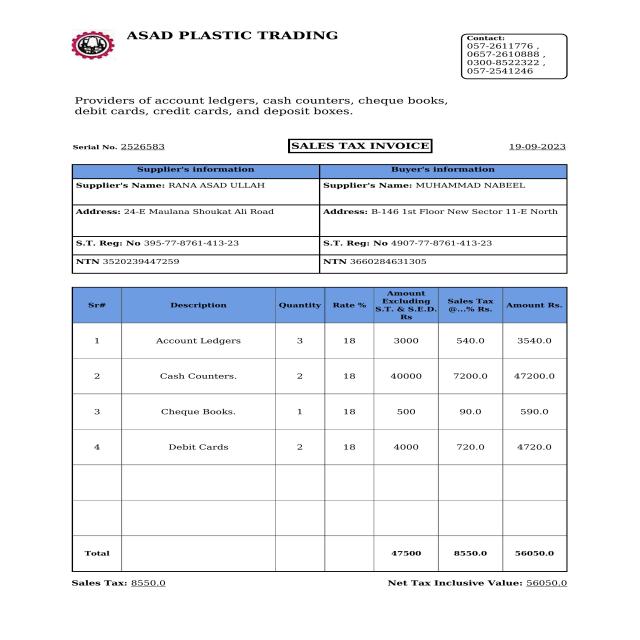 ASAD PLASTIC TRADING
Contact:
057-2611776 ,
0657-2610888 ,
0300-8522322 ,
057-2541246
Providers of account ledgers, cash counters, cheque books,
debit cards, credit cards, and deposit boxes.
Serial No. 2526583 SALES TAX INVOICE 19-09-2023
Supplier's information Buyer's information
Supplier's Name: RANA ASAD ULLAH Supplier's Name: MUHAMMAD NABEEL
Address: 24-E Maulana Shoukat Ali Road Address: B-146 1st Floor New Sector 11-E North
S.T. Reg: No 395-77-8761-413-23 S.T. Reg: No 4907-77-8761-413-23
NTN 3520239447259 NTN 3660284631305
Sr# Description Quantity Rate % Amount Excluding S.T. & S.E.D. Rs Sales Tax @...% Rs. Amount Rs.
1 Account Ledgers 3 18 3000 540.0 3540.0
2 Cash Counters. 2 18 40000 7200.0 47200.0
3 Cheque Books. 1 18 500 90.0 590.0
4 Debit Cards 2 18 4000 720.0 4720.0
Total 47500 8550.0 56050.0
Sales Tax: 8550.0 Net Tax Inclusive Value: 56050.0